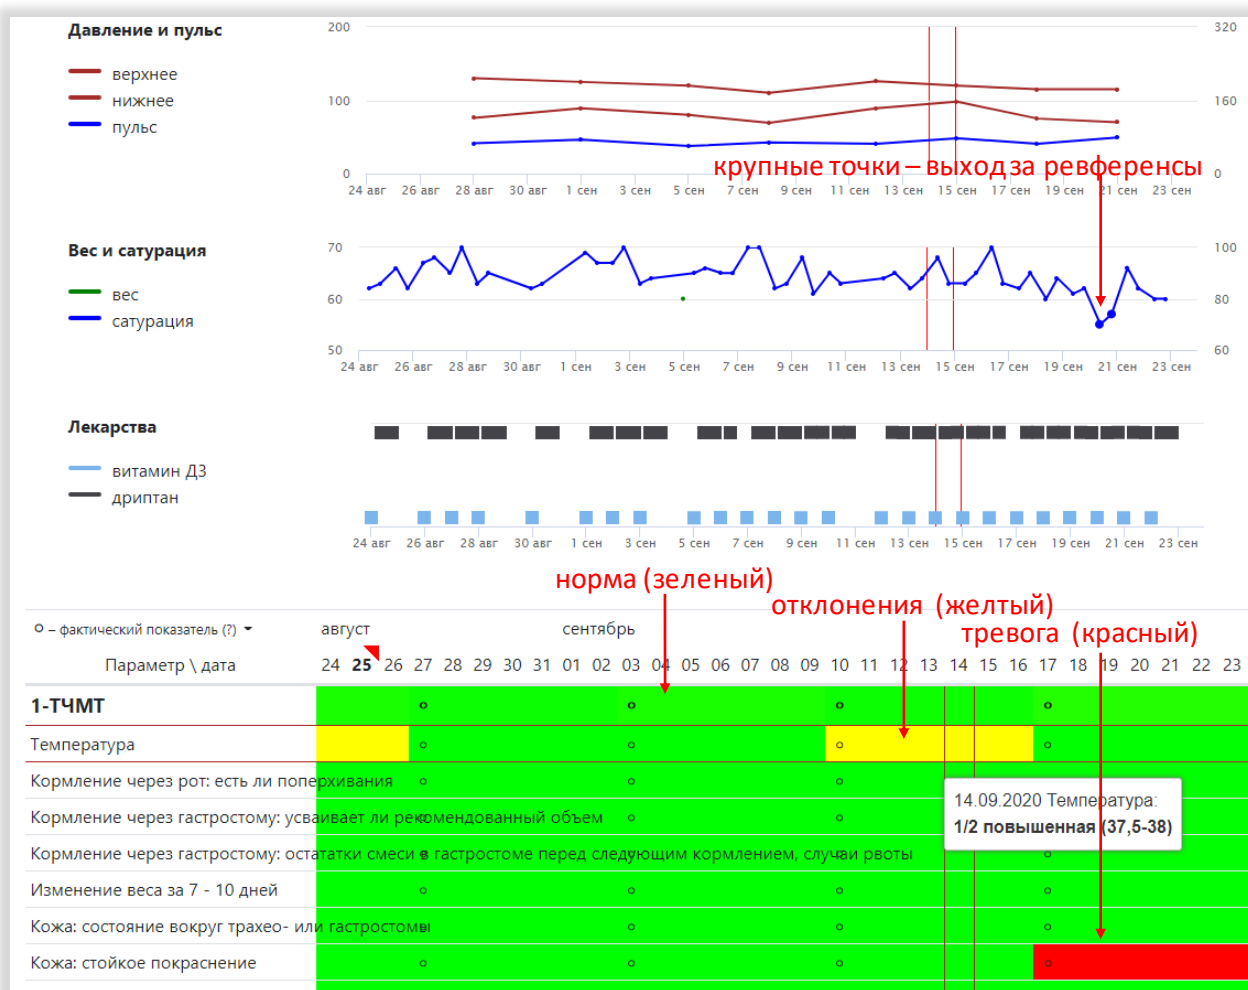 Давление и пульс
верхнее
нижнее
пульс
200
100
0
320
160
0
24 авг 26 авг 28 авг 30 авг 1 сен 3 сен 5 сен 7 сен 9 сен 11 сен 13 сен 15 сен 17 сен 19 сен 21 сен 23 сен
крупные точки – выход за ревференсы
Вес и сатурация
вес
сатурация
70
60
50
100
80
60
24 авг 26 авг 28 авг 30 авг 1 сен 3 сен 5 сен 7 сен 9 сен 11 сен 13 сен 15 сен 17 сен 19 сен 21 сен 23 сен
Лекарства
витамин Д3
дриптан
24 авг 26 авг 28 авг 30 авг 1 сен 3 сен 5 сен 7 сен 9 сен 11 сен 13 сен 15 сен 17 сен 19 сен 21 сен 23 сен
норма (зеленый)
отклонения (желтый)
тревога (красный)
о – фактический показатель (?)
август сентябрь
Параметр \ дата 24 25 26 27 28 29 30 31 01 02 03 04 05 06 07 08 09 10 11 12 13 14 15 16 17 18 19 20 21 22 23
1-ТЧМТ
Температура
Кормление через рот: есть ли поперхивания
Кормление через гастростому: усваивает ли рекомендованный объем
14.09.2020 Температура:
1/2 повышенная (37,5-38)
Кормление через гастростому: остататки смеси в гастростоме перед следующим кормлением, случаи рвоты
Изменение веса за 7 - 10 дней
Кожа: состояние вокруг трахео- или гастростомы
Кожа: стойкое покраснение